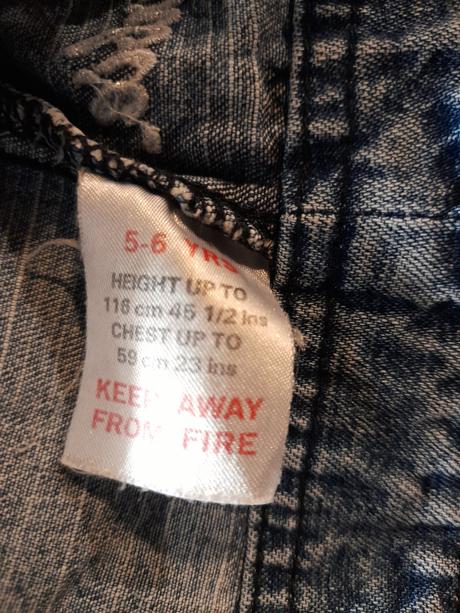 5-6 YRS
HEIGHT UP TO
116 cm 45 1/2 ins
CHEST UP TO
59 cm 23 ins
KEEP AWAY
FROM FIRE